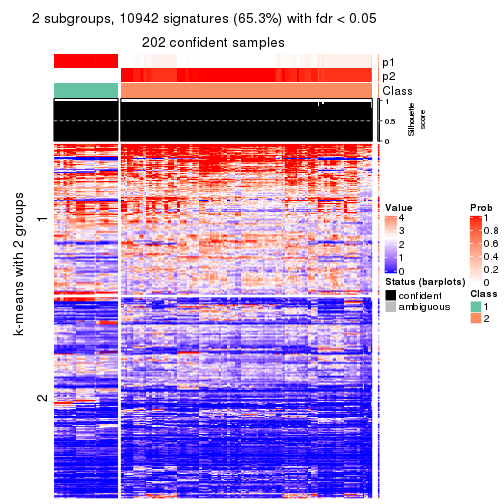 2 subgroups, 10942 signatures (65.3%) with fdr < 0.05
202 confident samples
p1
p2
Class
1
0.5
0
Silhouette
score
k-means with 2 groups
1
2
Value
4
3
2
1
0
Status (barplots)
confident
ambiguous
Prob
1
0.8
0.6
0.4
0.2
0
Class
1
2